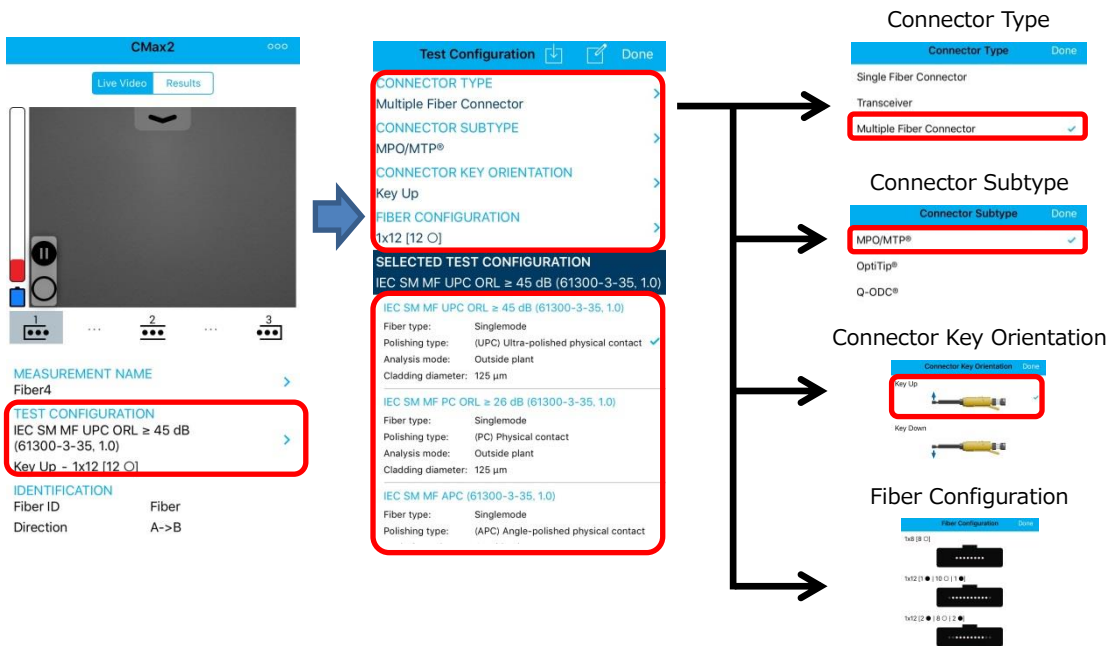 CMax2
Live Video Results
1 ... 2 ... 3
MEASUREMENT NAME
Fiber4
TEST CONFIGURATION
IEC SM MF UPC ORL ≥ 45 dB
(61300-3-35, 1.0)
Key Up - 1x12 [12 O]
IDENTIFICATION
Fiber ID Fiber
Direction A->B
Test Configuration Done
CONNECTOR TYPE
Multiple Fiber Connector
CONNECTOR SUBTYPE
MPO/MTP®
CONNECTOR KEY ORIENTATION
Key Up
FIBER CONFIGURATION
1x12 [12 O]
SELECTED TEST CONFIGURATION
IEC SM MF UPC ORL ≥ 45 dB (61300-3-35, 1.0)
IEC SM MF UPC ORL ≥ 45 dB (61300-3-35, 1.0)
Fiber type: Singlemode
Polishing type: (UPC) Ultra-polished physical contact
Analysis mode: Outside plant
Cladding diameter: 125 µm
IEC SM MF PC ORL ≥ 26 dB (61300-3-35, 1.0)
Fiber type: Singlemode
Polishing type: (PC) Physical contact
Analysis mode: Outside plant
Cladding diameter: 125 µm
IEC SM MF APC (61300-3-35, 1.0)
Fiber type: Singlemode
Polishing type: (APC) Angle-polished physical contact
Connector Type
Connector Type Done
Single Fiber Connector
Transceiver
Multiple Fiber Connector
Connector Subtype
Connector Subtype Done
MPO/MTP®
OptiTip®
Q-ODC®
Connector Key Orientation
Connector Key Orientation Done
Key Up
Key Down
Fiber Configuration
Fiber Configuration Done
1x8 [8 O]
1x12 [1 ● | 10 O | 1 ●]
1x12 [2 ● | 8 O | 2 ●]